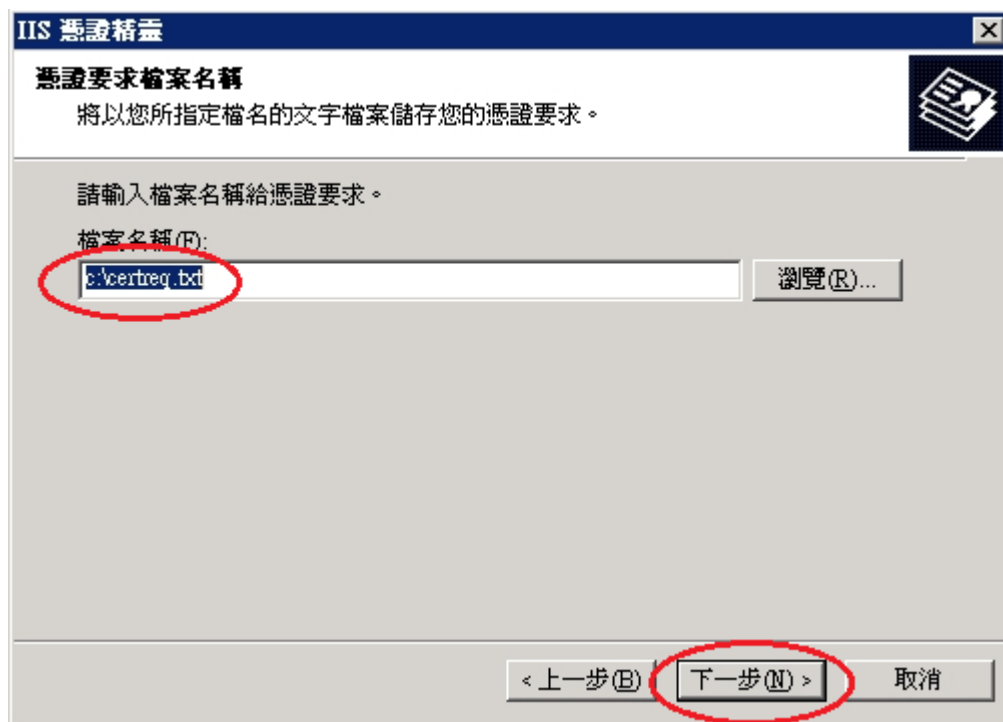 IIS 憑證精靈
憑證要求檔案名稱
將以您所指定檔名的文字檔案儲存您的憑證要求。
請輸入檔案名稱給憑證要求。
檔案名稱(F):
c:\certreq.txt
瀏覽(R)...
< 上一步(B)
下一步(N) >
取消